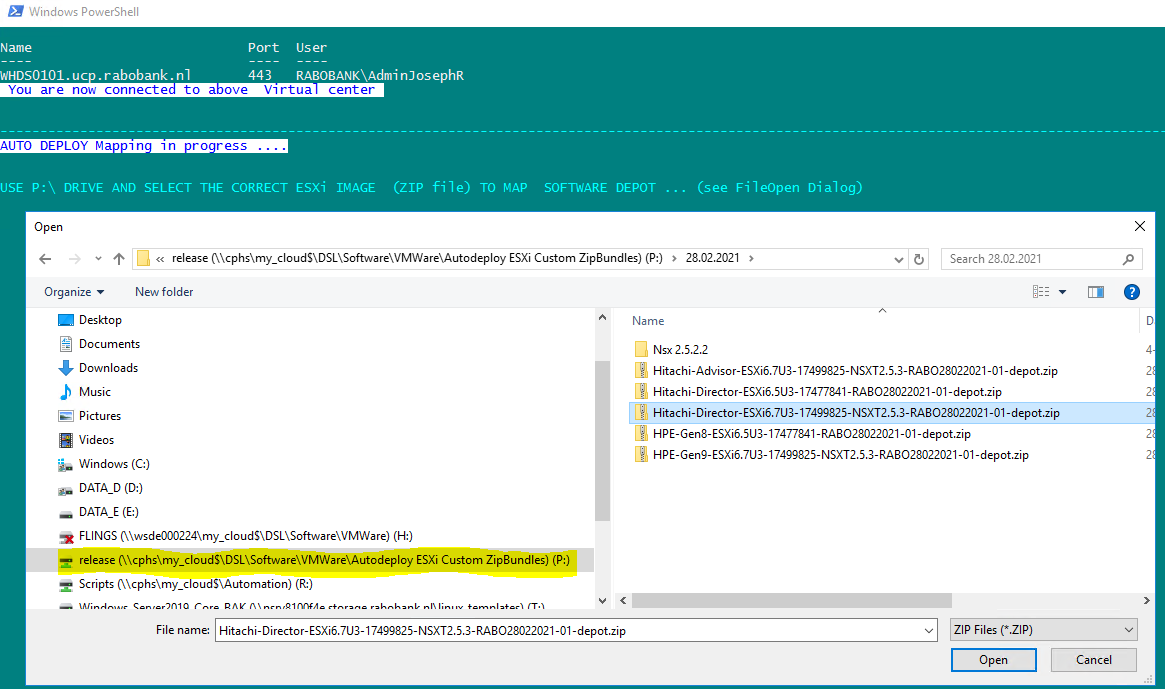 Windows PowerShell
Name Port User
---- ---- ----
WHDS0101.ucp.rabobank.nl 443 RABOBANK\AdminJosephR
You are now connected to above Virtual center
AUTO DEPLOY Mapping in progress ....
USE P:\ DRIVE AND SELECT THE CORRECT ESXi IMAGE (ZIP file) TO MAP SOFTWARE DEPOT ... (see FileOpen Dialog)
Open
« release (\\cphs\my_cloud$\DSL\Software\VMWare\Autodeploy ESXi Custom ZipBundles) (P:) > 28.02.2021 >
Search 28.02.2021
Organize
New folder
Desktop
Documents
Downloads
Music
Pictures
Videos
Windows (C:)
DATA_D (D:)
DATA_E (E:)
FLINGS (\\wsde000224\my_cloud$\DSL\Software\VMWare) (H:)
release (\\cphs\my_cloud$\DSL\Software\VMWare\Autodeploy ESXi Custom ZipBundles) (P:)
Scripts (\\cphs\my_cloud$\Automation) (R:)
Windows_Server2019_Core_BAK (\\nsry8100f4e.storage.rabobank.nl\linux_templates) (T:)
Name D
Nsx 2.5.2.2 4-
Hitachi-Advisor-ESXi6.7U3-17499825-NSXT2.5.3-RABO28022021-01-depot.zip 28
Hitachi-Director-ESXi6.5U3-17477841-RABO28022021-01-depot.zip 28
Hitachi-Director-ESXi6.7U3-17499825-NSXT2.5.3-RABO28022021-01-depot.zip 28
HPE-Gen8-ESXi6.5U3-17477841-RABO28022021-01-depot.zip 28
HPE-Gen9-ESXi6.7U3-17499825-NSXT2.5.3-RABO28022021-01-depot.zip 28
File name: Hitachi-Director-ESXi6.7U3-17499825-NSXT2.5.3-RABO28022021-01-depot.zip
ZIP Files (*.ZIP)
Open
Cancel